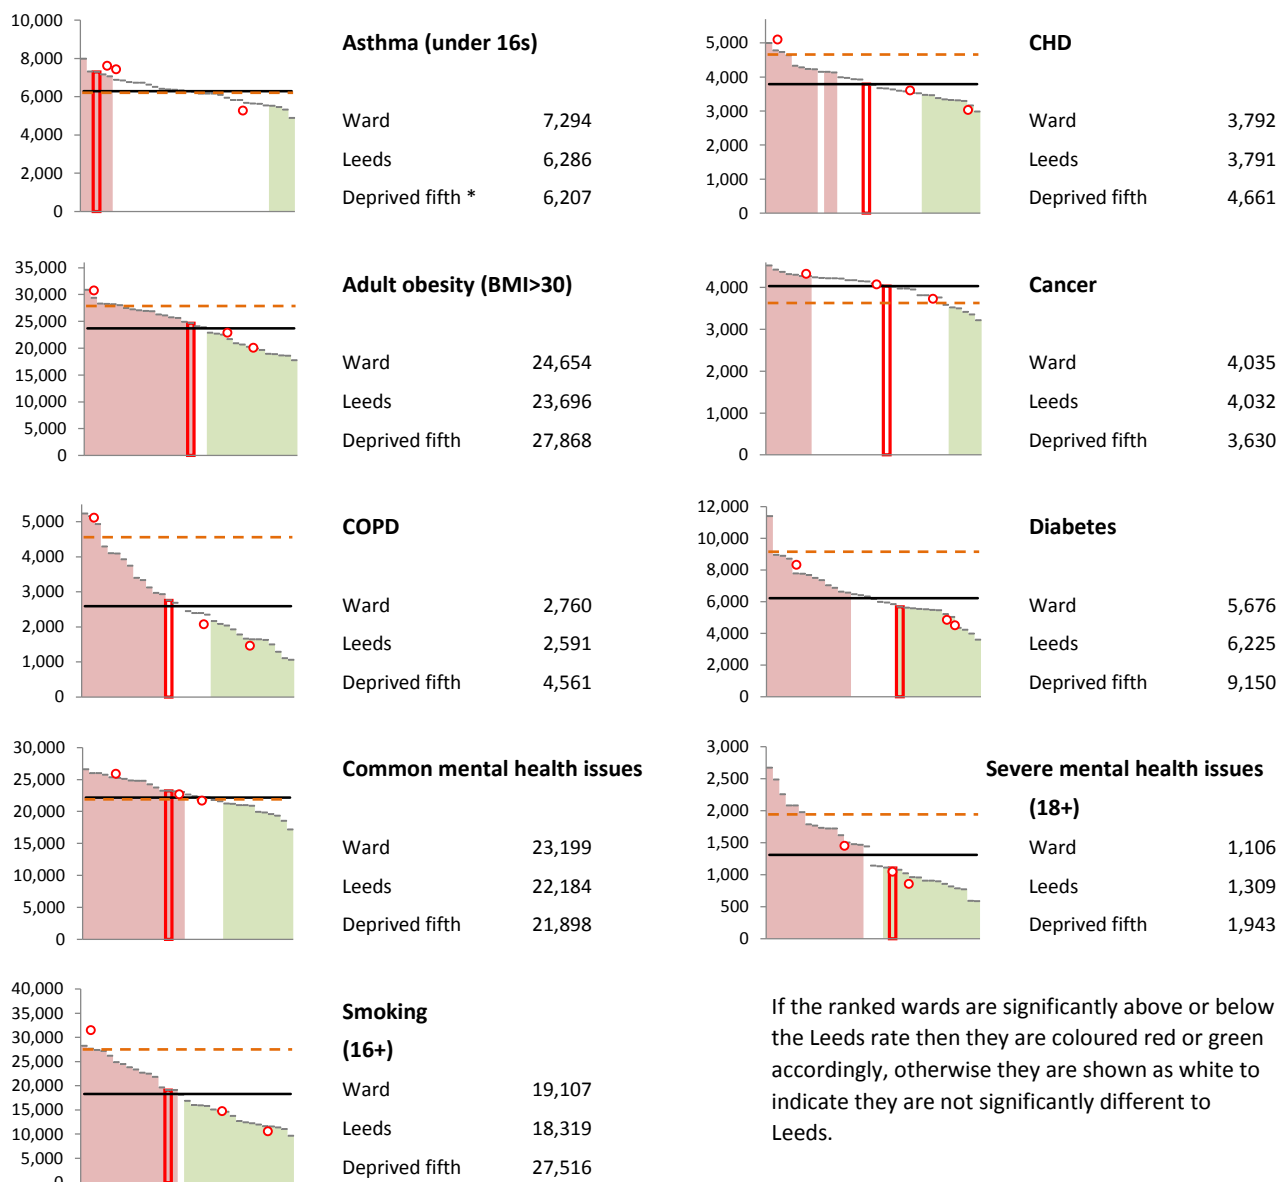 Asthma (under 16s)
10,000
8,000
6,000
4,000
2,000
0
Ward 7,294
Leeds 6,286
Deprived fifth * 6,207
CHD
5,000
4,000
3,000
2,000
1,000
0
Ward 3,792
Leeds 3,791
Deprived fifth 4,661
Adult obesity (BMI>30)
35,000
30,000
25,000
20,000
15,000
10,000
5,000
0
Ward 24,654
Leeds 23,696
Deprived fifth 27,868
Cancer
4,000
3,000
2,000
1,000
0
Ward 4,035
Leeds 4,032
Deprived fifth 3,630
COPD
5,000
4,000
3,000
2,000
1,000
0
Ward 2,760
Leeds 2,591
Deprived fifth 4,561
Diabetes
12,000
10,000
8,000
6,000
4,000
2,000
0
Ward 5,676
Leeds 6,225
Deprived fifth 9,150
Common mental health issues
30,000
25,000
20,000
15,000
10,000
5,000
0
Ward 23,199
Leeds 22,184
Deprived fifth 21,898
Severe mental health issues
(18+)
3,000
2,500
2,000
1,500
1,000
500
0
Ward 1,106
Leeds 1,309
Deprived fifth 1,943
Smoking
(16+)
40,000
35,000
30,000
25,000
20,000
15,000
10,000
5,000
0
Ward 19,107
Leeds 18,319
Deprived fifth 27,516
If the ranked wards are significantly above or below
the Leeds rate then they are coloured red or green
accordingly, otherwise they are shown as white to
indicate they are not significantly different to
Leeds.